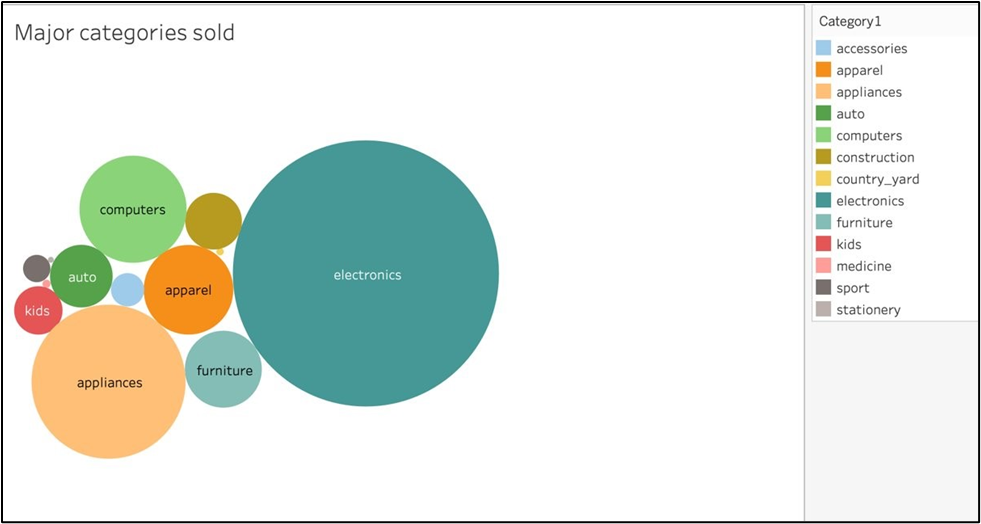 Major categories sold
computers
electronics
auto
apparel
kids
furniture
appliances
Category1
accessories
apparel
appliances
auto
computers
construction
country_yard
electronics
furniture
kids
medicine
sport
stationery